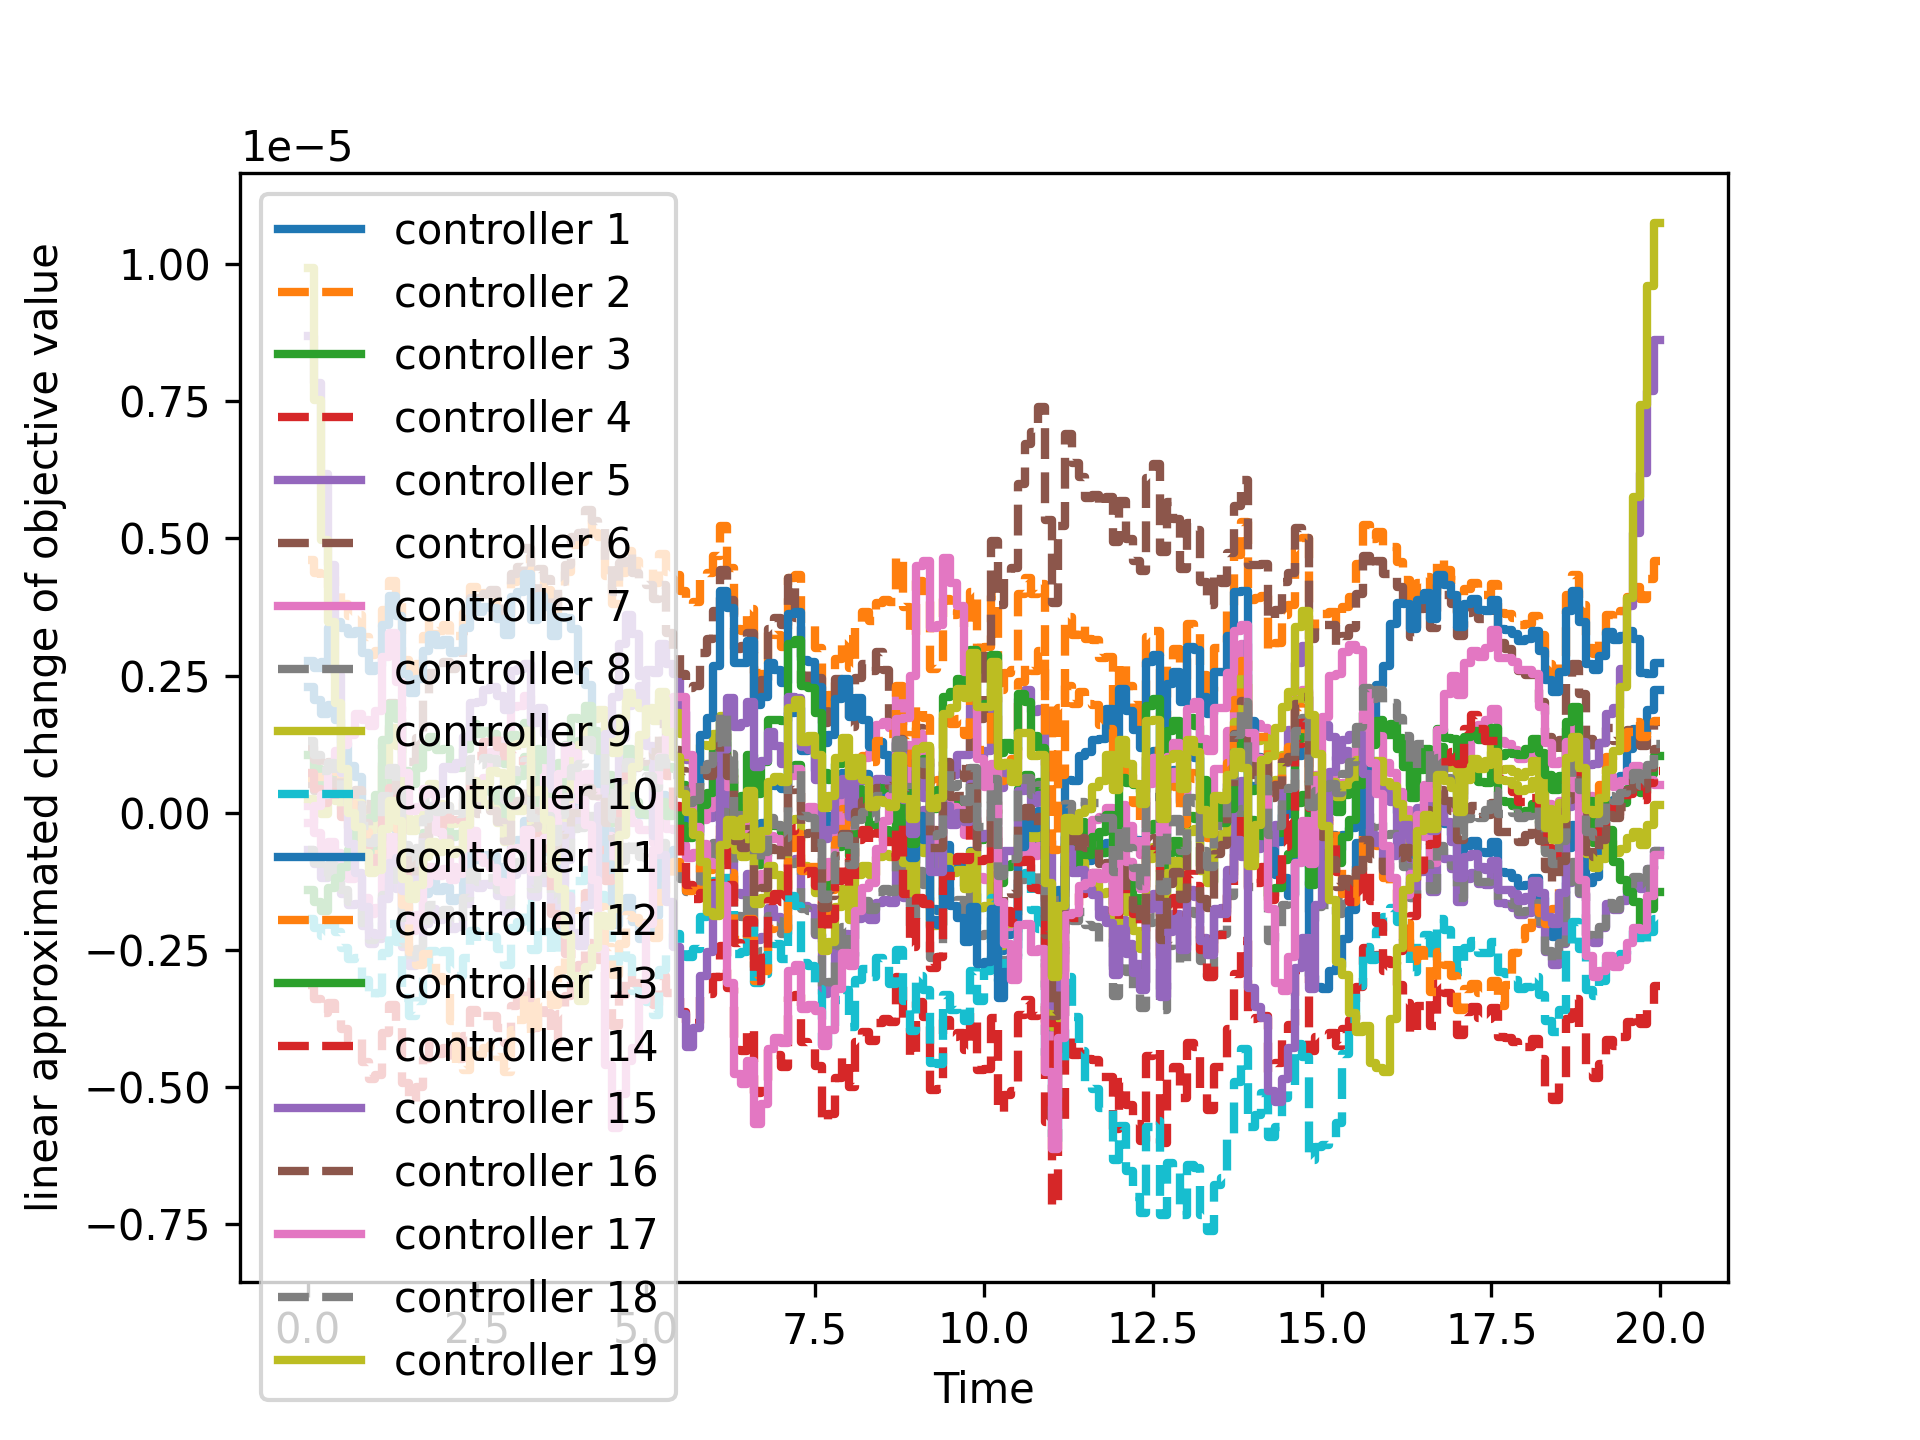 1e−5
linear approximated change of objective value
1.00
0.75
0.50
0.25
0.00
−0.25
−0.50
−0.75
controller 1
controller 2
controller 3
controller 4
controller 5
controller 6
controller 7
controller 8
controller 9
controller 10
controller 11
controller 12
controller 13
controller 14
controller 15
controller 16
controller 17
controller 18
controller 19
0.0 2.5 5.0 7.5 10.0 12.5 15.0 17.5 20.0
Time